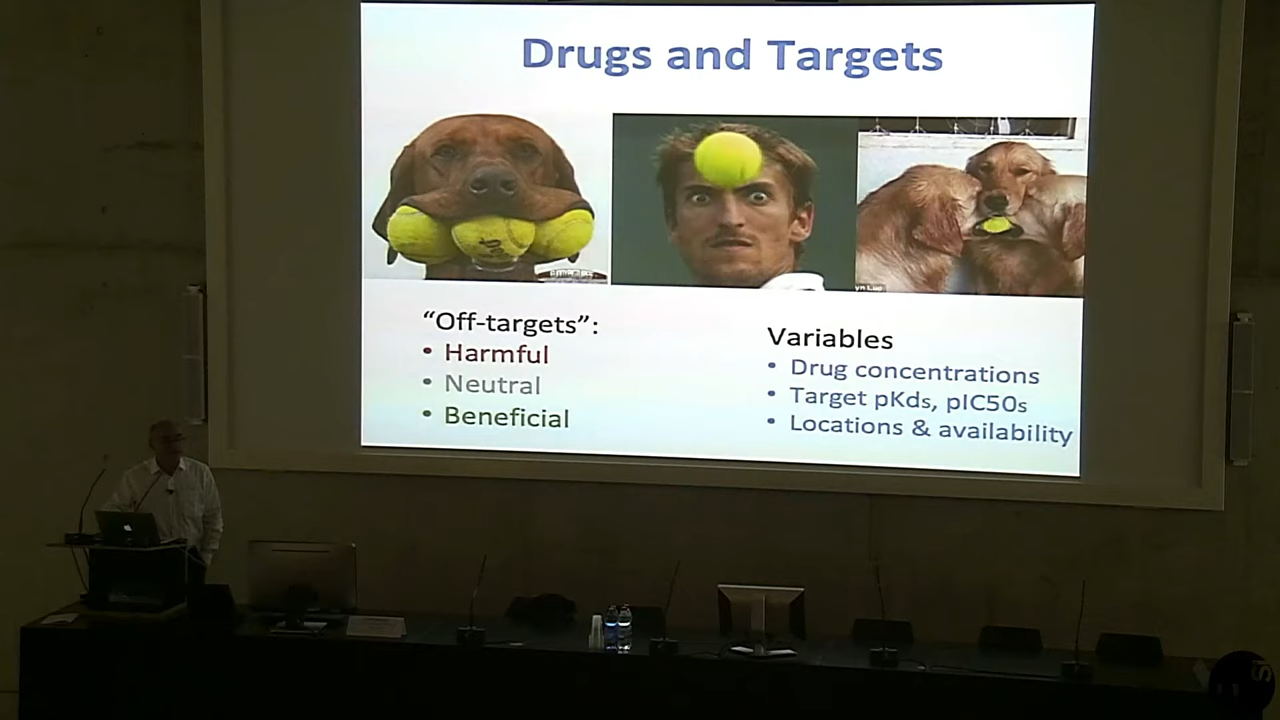 Drugs and Targets
“Off-targets”:
• Harmful
• Neutral
• Beneficial
Variables
• Drug concentrations
• Target pKds, pIC50s
• Locations & availability